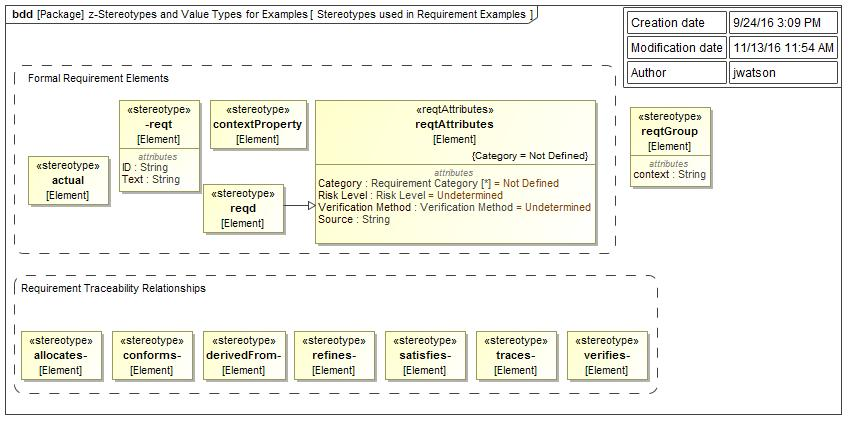 bdd [Package] z-Stereotypes and Value Types for Examples [ Stereotypes used in Requirement Examples ]
Creation date 9/24/16 3:09 PM
Modification date 11/13/16 11:54 AM
Author jwatson
Formal Requirement Elements
«stereotype»
actual
[Element]
«stereotype»
-reqt
[Element]
attributes
ID : String
Text : String
«stereotype»
contextProperty
[Element]
«stereotype»
reqd
[Element]
«reqtAttributes»
reqtAttributes
[Element]
{Category = Not Defined}
attributes
Category : Requirement Category [*] = Not Defined
Risk Level : Risk Level = Undetermined
Verification Method : Verification Method = Undetermined
Source : String
«stereotype»
reqtGroup
[Element]
attributes
context : String
Requirement Traceability Relationships
«stereotype»
allocates-
[Element]
«stereotype»
conforms-
[Element]
«stereotype»
derivedFrom-
[Element]
«stereotype»
refines-
[Element]
«stereotype»
satisfies-
[Element]
«stereotype»
traces-
[Element]
«stereotype»
verifies-
[Element]